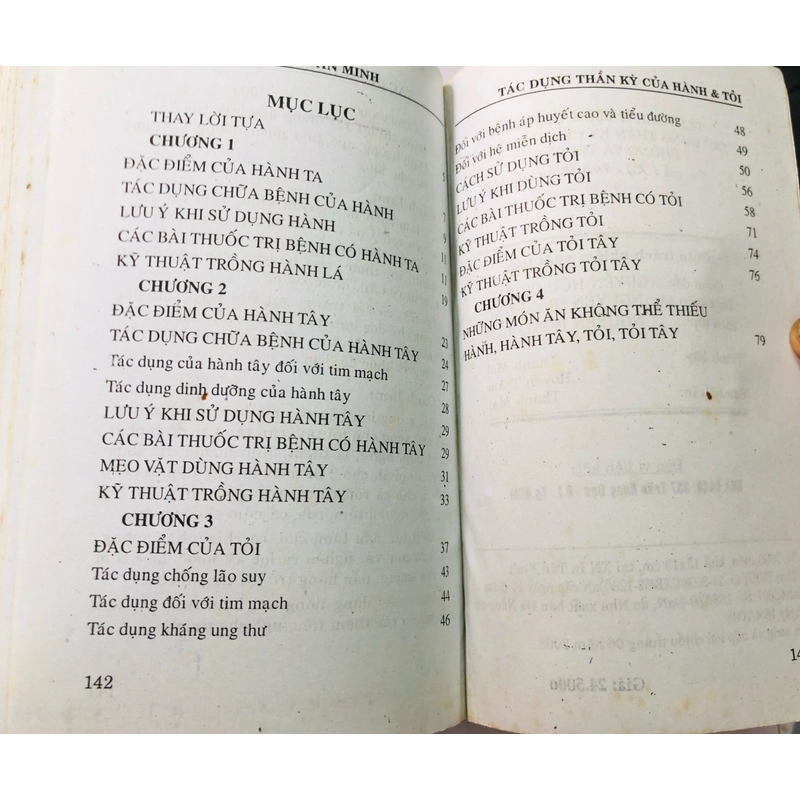 MINH
MỤC LỤC
THAY LỜI TỰA
CHƯƠNG 1
ĐẶC ĐIỂM CỦA HÀNH TA 5
TÁC DỤNG CHỮA BỆNH CỦA HÀNH 7
LƯU Ý KHI SỬ DỤNG HÀNH 9
CÁC BÀI THUỐC TRỊ BỆNH CÓ HÀNH TA 11
KỸ THUẬT TRỒNG HÀNH LÁ 11
CHƯƠNG 2 19
ĐẶC ĐIỂM CỦA HÀNH TÂY
TÁC DỤNG CHỮA BỆNH CỦA HÀNH TÂY 23
Tác dụng của hành tây đối với tim mạch 24
Tác dụng dinh dưỡng của hành tây 27
LƯU Ý KHI SỬ DỤNG HÀNH TÂY 28
CÁC BÀI THUỐC TRỊ BỆNH CÓ HÀNH TÂY 29
29
MẸO VẶT DÙNG HÀNH TÂY 31
KỸ THUẬT TRỒNG HÀNH TÂY 33
CHƯƠNG 3
ĐẶC ĐIỂM CỦA TỎI 37
Tác dụng chống lão suy 43
Tác dụng đối với tim mạch 44
Tác dụng kháng ung thư 46
142
TÁC DỤNG THẦN KỲ CỦA HÀNH & TỎI
Đối với bệnh áp huyết cao và tiểu đường 48
Đối với hệ miễn dịch 49
CÁCH SỬ DỤNG TỎI 50
LƯU Ý KHI DÙNG TỎI 56
CÁC BÀI THUỐC TRỊ BỆNH CÓ TỎI 58
KỸ THUẬT TRỒNG TỎI 71
ĐẶC ĐIỂM CỦA TỎI TÂY 74
KỸ THUẬT TRỒNG TỎI TÂY 76
CHƯƠNG 4
NHỮNG MÓN ĂN KHÔNG THỂ THIẾU
HÀNH, HÀNH TÂY, TỎI, TỎI TÂY 79